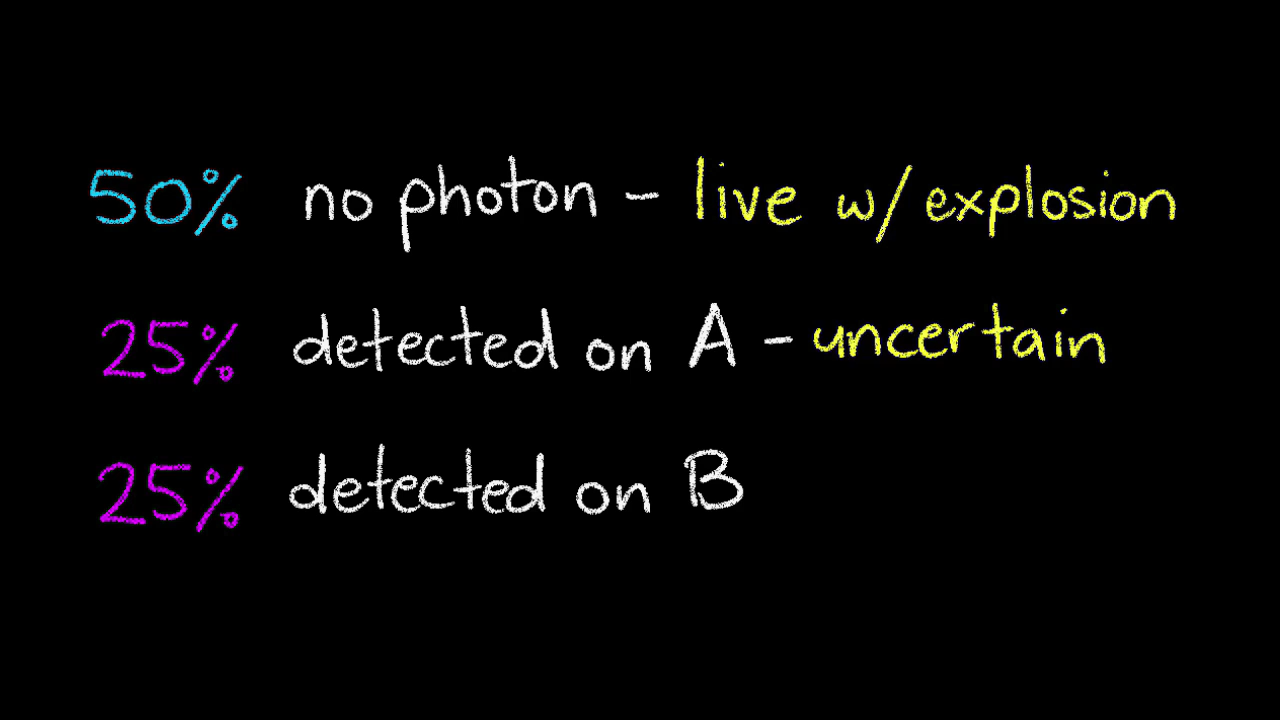 50% no photon - live w/ explosion
25% detected on A - uncertain
25% detected on B